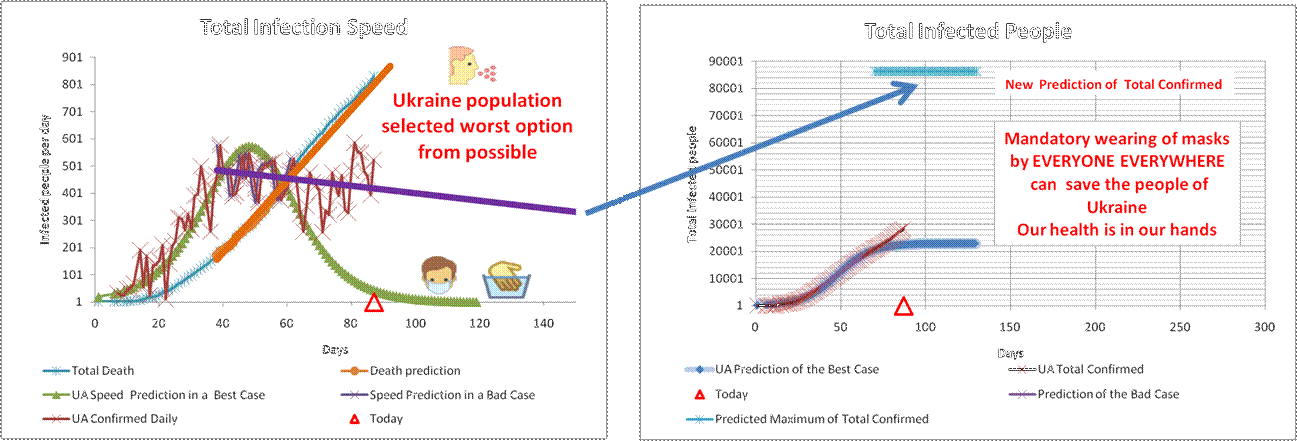 Total Infection Speed
901
801
701
601
501
401
301
201
101
1
Infected people per day
Ukraine population
selected worst option
from possible
0 20 40 60 80 100 120 140
Days
Total Death
Death prediction
UA Speed Prediction in a Best Case
Speed Prediction in a Bad Case
UA Confirmed Daily
Today
Total Infected People
90001
80001
70001
60001
50001
40001
30001
20001
10001
1
Total Infected people
New Prediction of Total Confirmed
Mandatory wearing of masks
by EVERYONE EVERYWHERE
can save the people of
Ukraine
Our health is in our hands
0 50 100 150 200 250 300
Days
UA Prediction of the Best Case
UA Total Confirmed
Today
Prediction of the Bad Case
Predicted Maximum of Total Confirmed